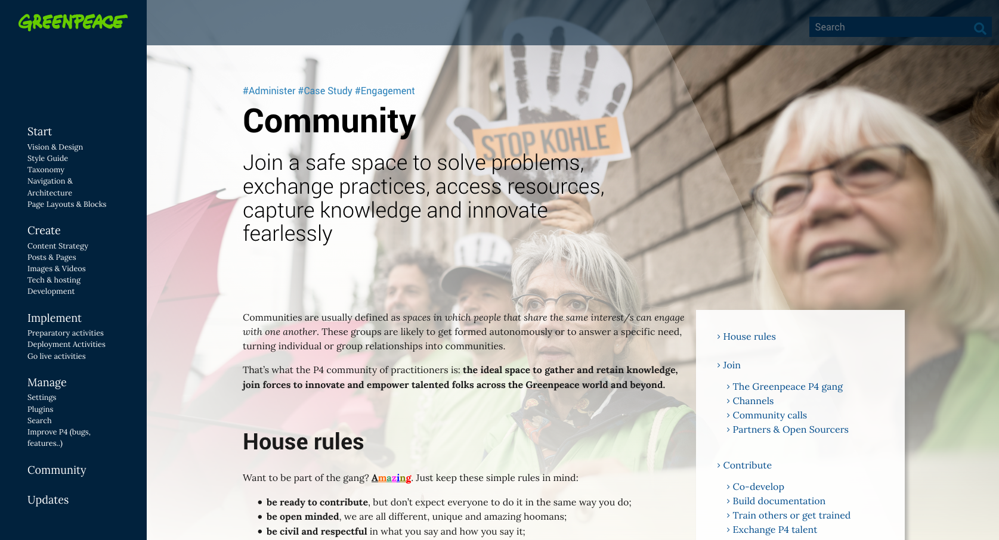 GREENPEACE
Search
Start
Vision & Design
Style Guide
Taxonomy
Navigation &
Architecture
Page Layouts & Blocks
Create
Content Strategy
Posts & Pages
Images & Videos
Tech & hosting
Development
Implement
Preparatory activities
Deployment Activities
Go live activities
Manage
Settings
Plugins
Search
Improve P4 (bugs,
features..)
Community
Updates
#Administer #Case Study #Engagement
Community
STOP KOHLE
Join a safe space to solve problems,
exchange practices, access resources,
capture knowledge and innovate
fearlessly
Communities are usually defined as spaces in which people that share the same interest/s can engage
with one another. These groups are likely to get formed autonomously or to answer a specific need,
turning individual or group relationships into communities.
That’s what the P4 community of practitioners is: the ideal space to gather and retain knowledge,
join forces to innovate and empower talented folks across the Greenpeace world and beyond.
House rules
Want to be part of the gang? Amazing. Just keep these simple rules in mind:
• be ready to contribute, but don’t expect everyone to do it in the same way you do;
• be open minded, we are all different, unique and amazing hoomans;
• be civil and respectful in what you say and how you say it;
› House rules
› Join
› The Greenpeace P4 gang
› Channels
› Community calls
› Partners & Open Sourcers
› Contribute
› Co-develop
› Build documentation
› Train others or get trained
› Exchange P4 talent